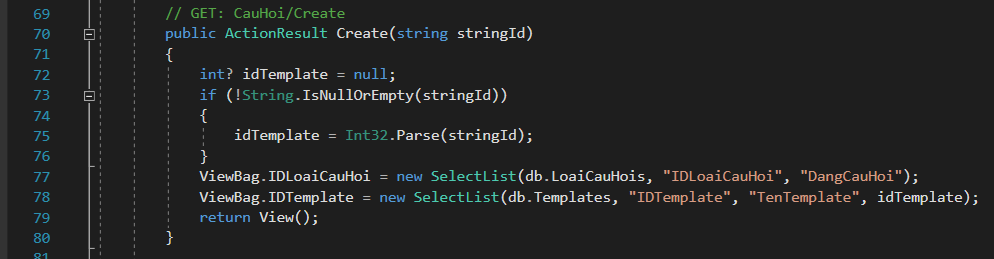 69 // GET: CauHoi/Create
70 public ActionResult Create(string stringId)
71 {
72 int? idTemplate = null;
73 if (!String.IsNullOrEmpty(stringId))
74 {
75 idTemplate = Int32.Parse(stringId);
76 }
77 ViewBag.IDLoaiCauHoi = new SelectList(db.LoaiCauHois, "IDLoaiCauHoi", "DangCauHoi");
78 ViewBag.IDTemplate = new SelectList(db.Templates, "IDTemplate", "TenTemplate", idTemplate);
79 return View();
80 }
81